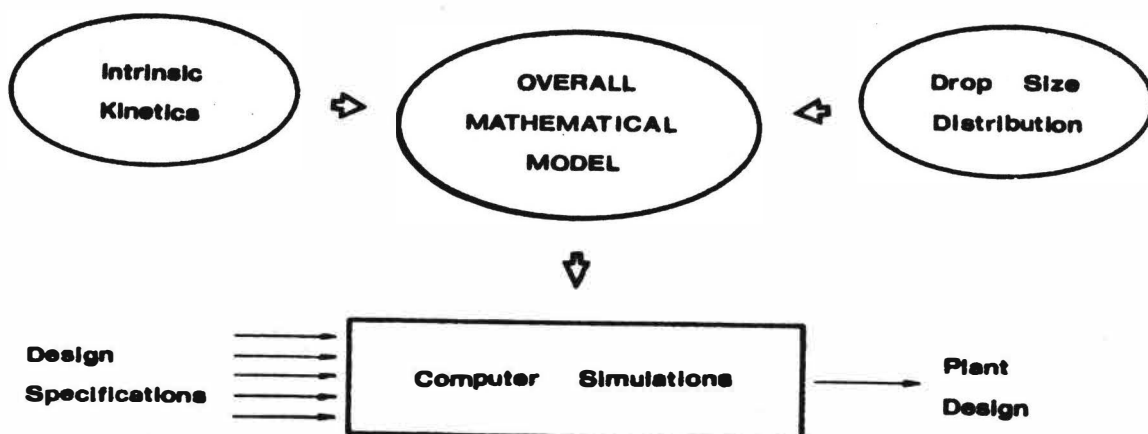 Intrinsic
Kinetics
OVERALL
MATHEMATICAL
MODEL
Drop Size
Distribution
Design
Specifications
Computer Simulations
Plant
Design